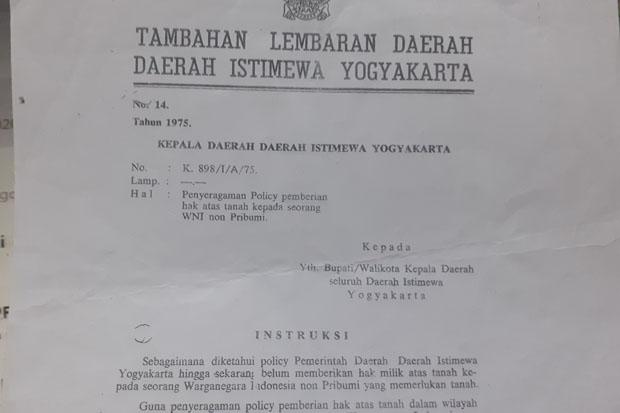 TAMBAHAN LEMBARAN DAERAH
DAERAH ISTIMEWA YOGYAKARTA
No. 14.
Tahun 1975.
KEPALA DAERAH DAERAH ISTIMEWA YOGYAKARTA
No. : K. 898/I/A/75.
Lamp. : —.—
Hal : Penyeragaman Policy pemberian
hak atas tanah kepada seorang
WNI non Pribumi.
Kepada
Yth. Bupati/Walikota Kepala Daerah
seluruh Daerah Istimewa
Yogyakarta
INSTRUKSI
Sebagaimana diketahui policy Pemerintah Daerah Daerah Istimewa
Yogyakarta hingga sekarang belum memberikan hak milik atas tanah ke-
pada seorang Warganegara Indonesia non Pribumi yang memerlukan tanah.
Guna penyeragaman policy pemberian hak atas tanah dalam wilayah